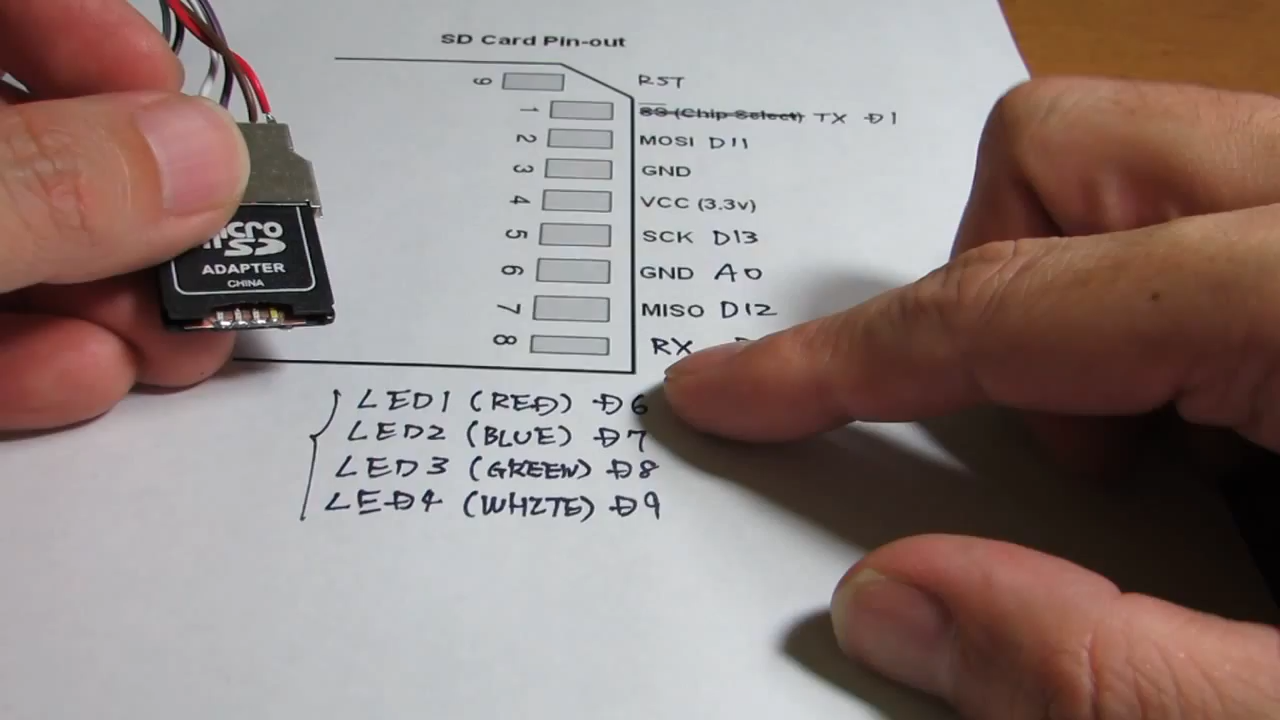 SD Card Pin-out
9 RST
1 SS (Chip Select) TX D1
2 MOSI D11
3 GND
4 VCC (3.3v)
5 SCK D13
6 GND A0
7 MISO D12
8 RX
LED1 (RED) D6
LED2 (BLUE) D7
LED3 (GREEN) D8
LED4 (WHITE) D9
micro
SD
ADAPTER
CHINA